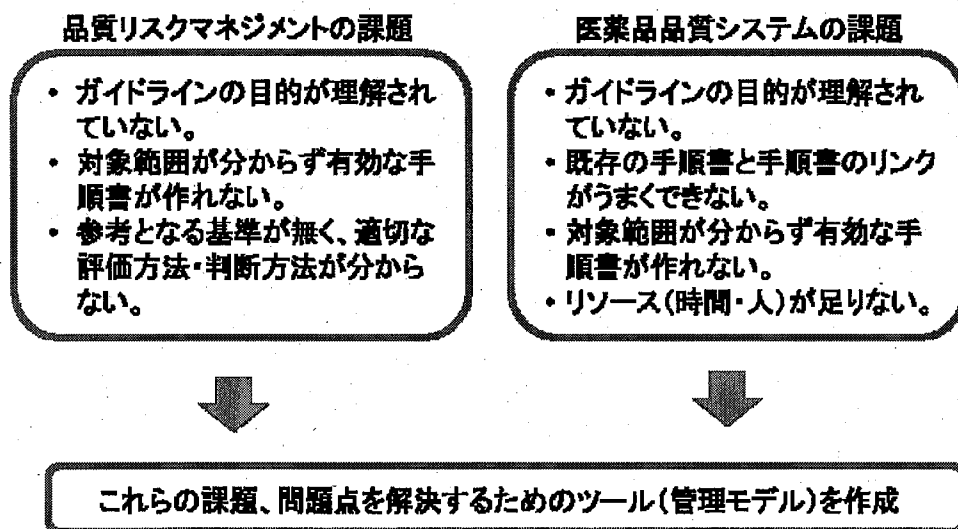 品質リスクマネジメントの課題
・ ガイドラインの目的が理解され
ていない。
・ 対象範囲が分からず有効な手
順書が作れない。
・ 参考となる基準が無く、適切な
評価方法・判断方法が分から
ない。
医薬品品質システムの課題
・ガイドラインの目的が理解され
ていない。
・既存の手順書と手順書のリンク
がうまくできない。
・対象範囲が分からず有効な手
順書が作れない。
・リソース(時間・人)が足りない。
これらの課題、問題点を解決するためのツール(管理モデル)を作成